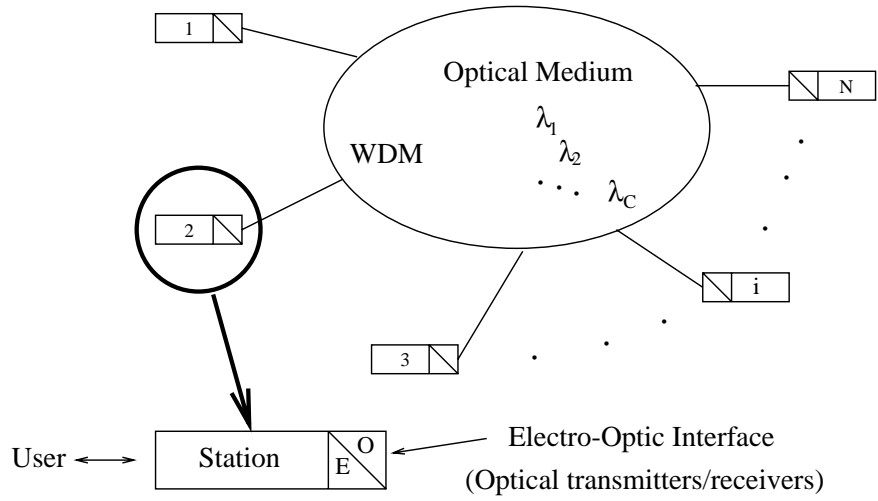 1
Optical Medium
N
λ1
WDM
λ2
. . .
λC
2
i
3
User
Station
E
O
Electro-Optic Interface
(Optical transmitters/receivers)